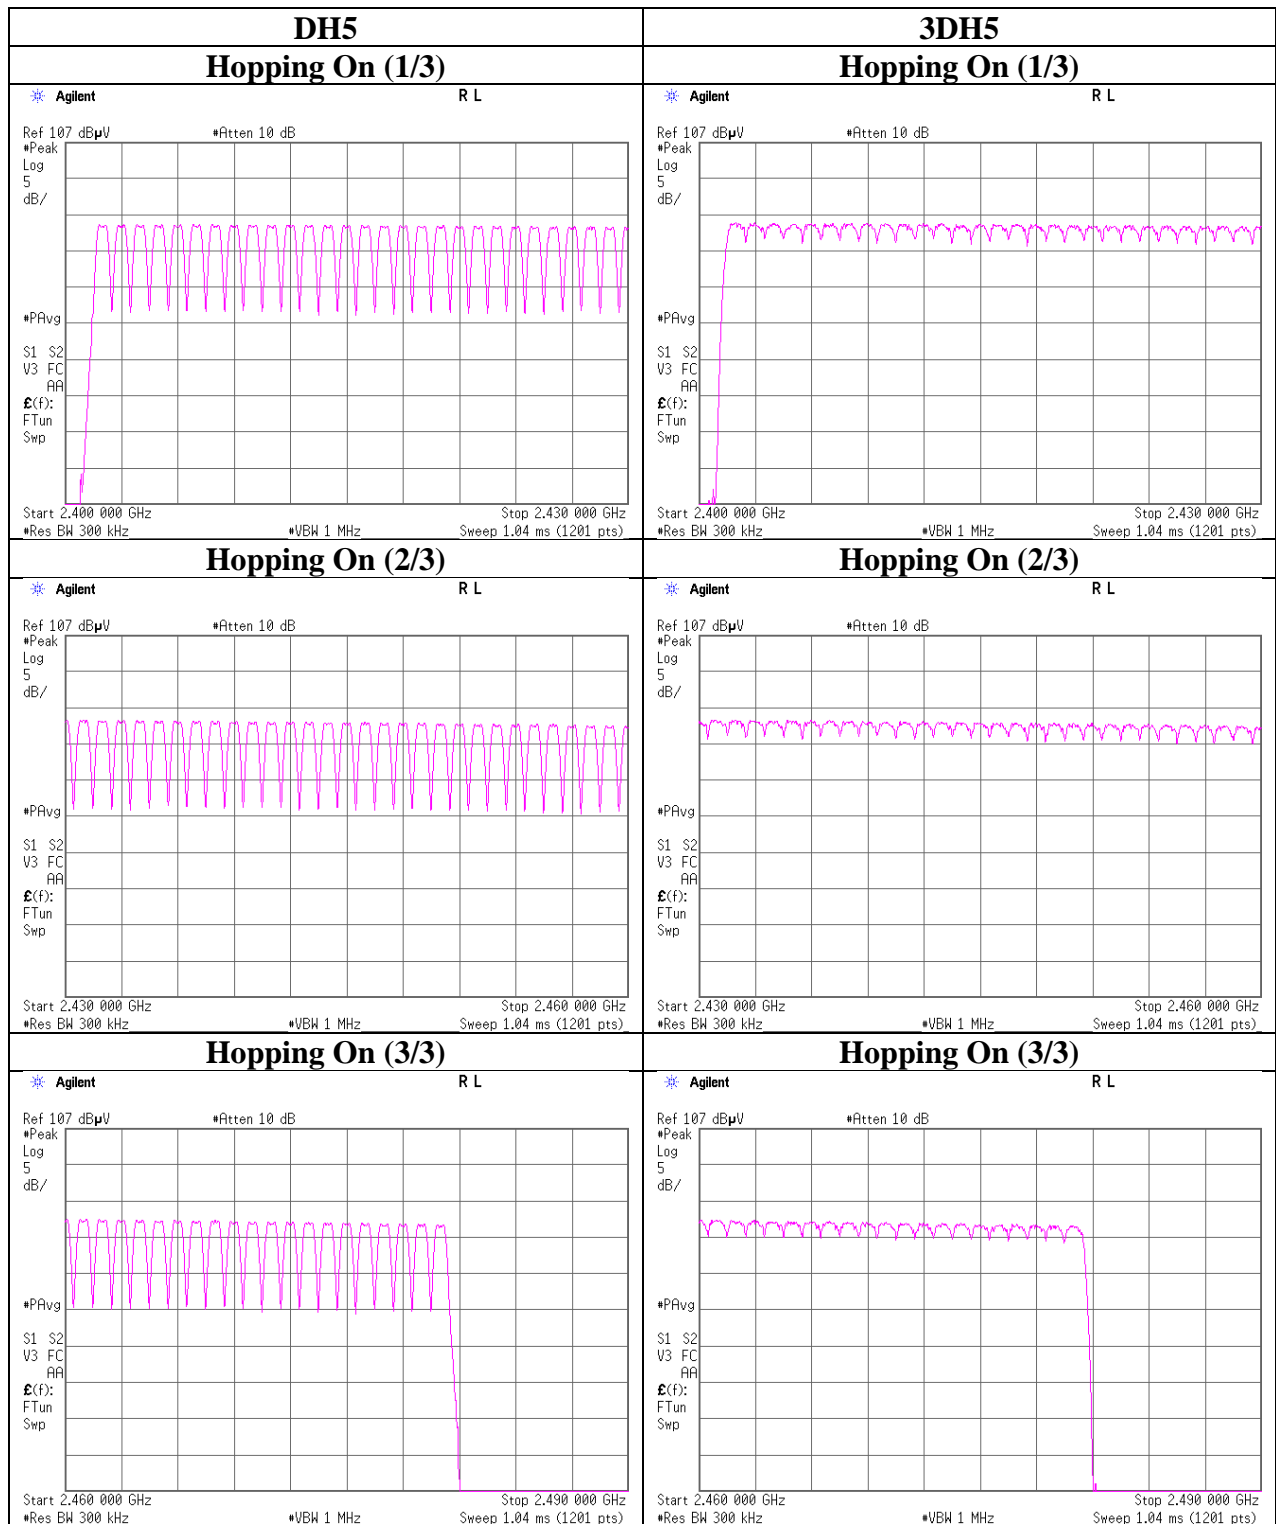 DH5 3DH5
Hopping On (1/3) Hopping On (1/3)
Agilent R L
Ref 107 dBµV #Atten 10 dB
#Peak
Log
5
dB/
#PAvg
S1 S2
V3 FC
AA
£(f):
FTun
Swp
Start 2.400 000 GHz Stop 2.430 000 GHz
#Res BW 300 kHz #VBW 1 MHz Sweep 1.04 ms (1201 pts)
Agilent R L
Ref 107 dBµV #Atten 10 dB
#Peak
Log
5
dB/
#PAvg
S1 S2
V3 FC
AA
£(f):
FTun
Swp
Start 2.400 000 GHz Stop 2.430 000 GHz
#Res BW 300 kHz #VBW 1 MHz Sweep 1.04 ms (1201 pts)
Hopping On (2/3) Hopping On (2/3)
Agilent R L
Ref 107 dBµV #Atten 10 dB
#Peak
Log
5
dB/
#PAvg
S1 S2
V3 FC
AA
£(f):
FTun
Swp
Start 2.430 000 GHz Stop 2.460 000 GHz
#Res BW 300 kHz #VBW 1 MHz Sweep 1.04 ms (1201 pts)
Agilent R L
Ref 107 dBµV #Atten 10 dB
#Peak
Log
5
dB/
#PAvg
S1 S2
V3 FC
AA
£(f):
FTun
Swp
Start 2.430 000 GHz Stop 2.460 000 GHz
#Res BW 300 kHz #VBW 1 MHz Sweep 1.04 ms (1201 pts)
Hopping On (3/3) Hopping On (3/3)
Agilent R L
Ref 107 dBµV #Atten 10 dB
#Peak
Log
5
dB/
#PAvg
S1 S2
V3 FC
AA
£(f):
FTun
Swp
Start 2.460 000 GHz Stop 2.490 000 GHz
#Res BW 300 kHz #VBW 1 MHz Sweep 1.04 ms (1201 pts)
Agilent R L
Ref 107 dBµV #Atten 10 dB
#Peak
Log
5
dB/
#PAvg
S1 S2
V3 FC
AA
£(f):
FTun
Swp
Start 2.460 000 GHz Stop 2.490 000 GHz
#Res BW 300 kHz #VBW 1 MHz Sweep 1.04 ms (1201 pts)